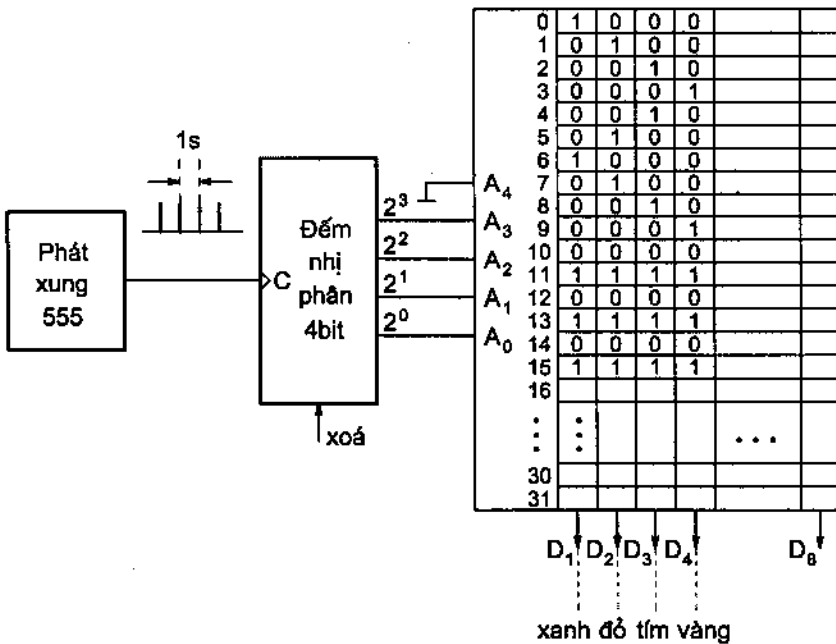 1s
Phát
xung
555
C
Đếm
nhị
phân
4bit
xoá
2³
2²
2¹
2⁰
A₄
A₃
A₂
A₁
A₀
0 1 0 0 0
1 0 1 0 0
2 0 0 1 0
3 0 0 0 1
4 0 0 1 0
5 0 1 0 0
6 1 0 0 0
7 0 1 0 0
8 0 0 1 0
9 0 0 0 1
10 0 0 0 0
11 1 1 1 1
12 0 0 0 0
13 1 1 1 1
14 0 0 0 0
15 1 1 1 1
16
30
31
D₁ D₂ D₃ D₄ D₈
xanh đỏ tím vàng